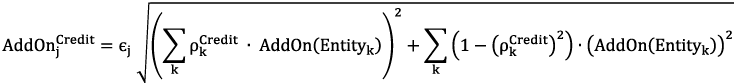 AddOn_j^Credit = ϵ_j √( (∑_k ρ_k^Credit · AddOn(Entity_k))^2 + ∑_k (1 − (ρ_k^Credit)^2) · (AddOn(Entity_k))^2 )